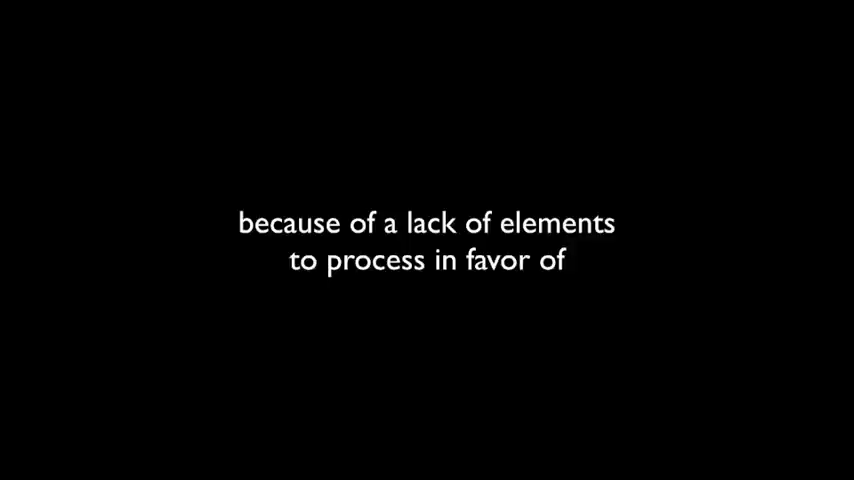 because of a lack of elements
to process in favor of